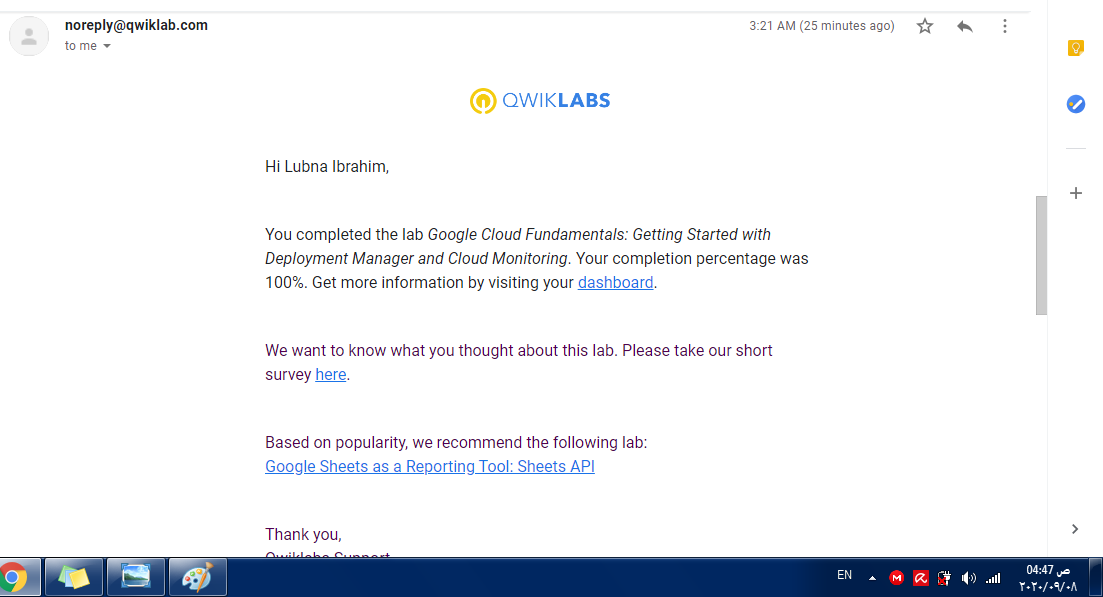 noreply@qwiklab.com
3:21 AM (25 minutes ago)
to me
QWIKLABS
Hi Lubna Ibrahim,
You completed the lab Google Cloud Fundamentals: Getting Started with
Deployment Manager and Cloud Monitoring. Your completion percentage was
100%. Get more information by visiting your dashboard.
We want to know what you thought about this lab. Please take our short
survey here.
Based on popularity, we recommend the following lab:
Google Sheets as a Reporting Tool: Sheets API
Thank you,
Qwiklabs Support
EN
04:47 ص
٢٠٢٠/٠٩/٠٨